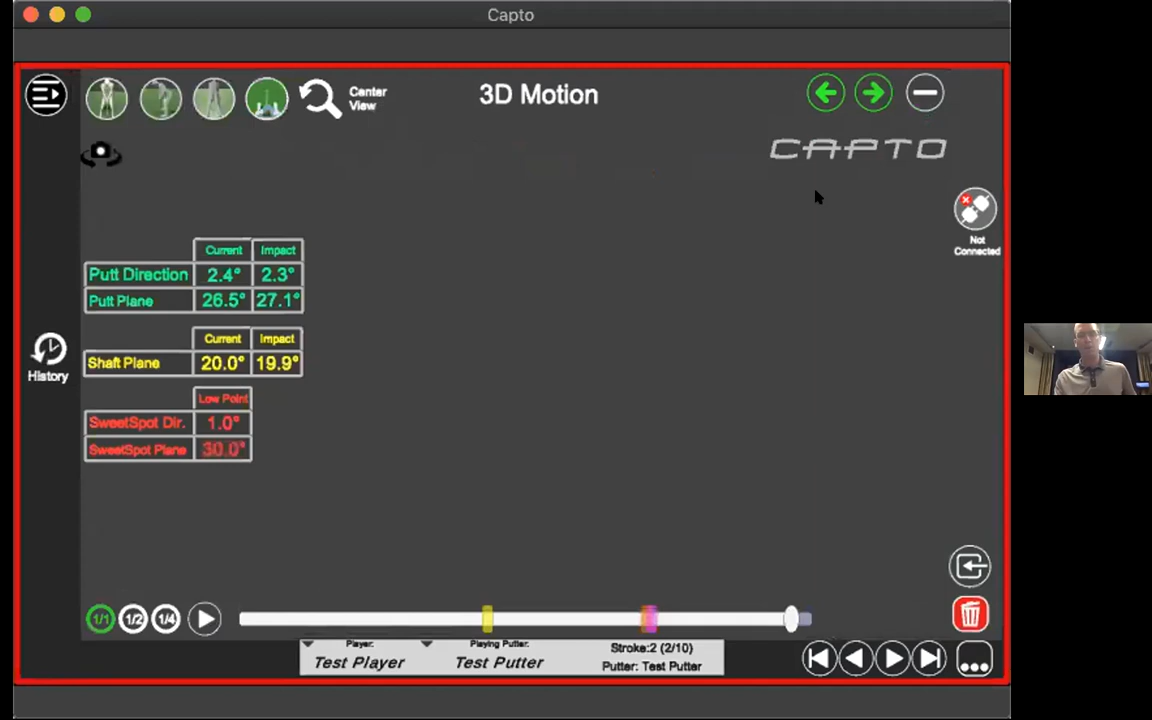 Capto
Center
View
3D Motion
CAPTO
Not
Connected
Current Impact
Putt Direction 2.4° 2.3°
Putt Plane 26.5° 27.1°
Current Impact
Shaft Plane 20.0° 19.9°
Low Point
SweetSpot Dir. 1.0°
SweetSpot Plane 30.0°
History
1/1 1/2 1/4
Player:
Test Player
Playing Putter:
Test Putter
Stroke:2 (2/10)
Putter: Test Putter